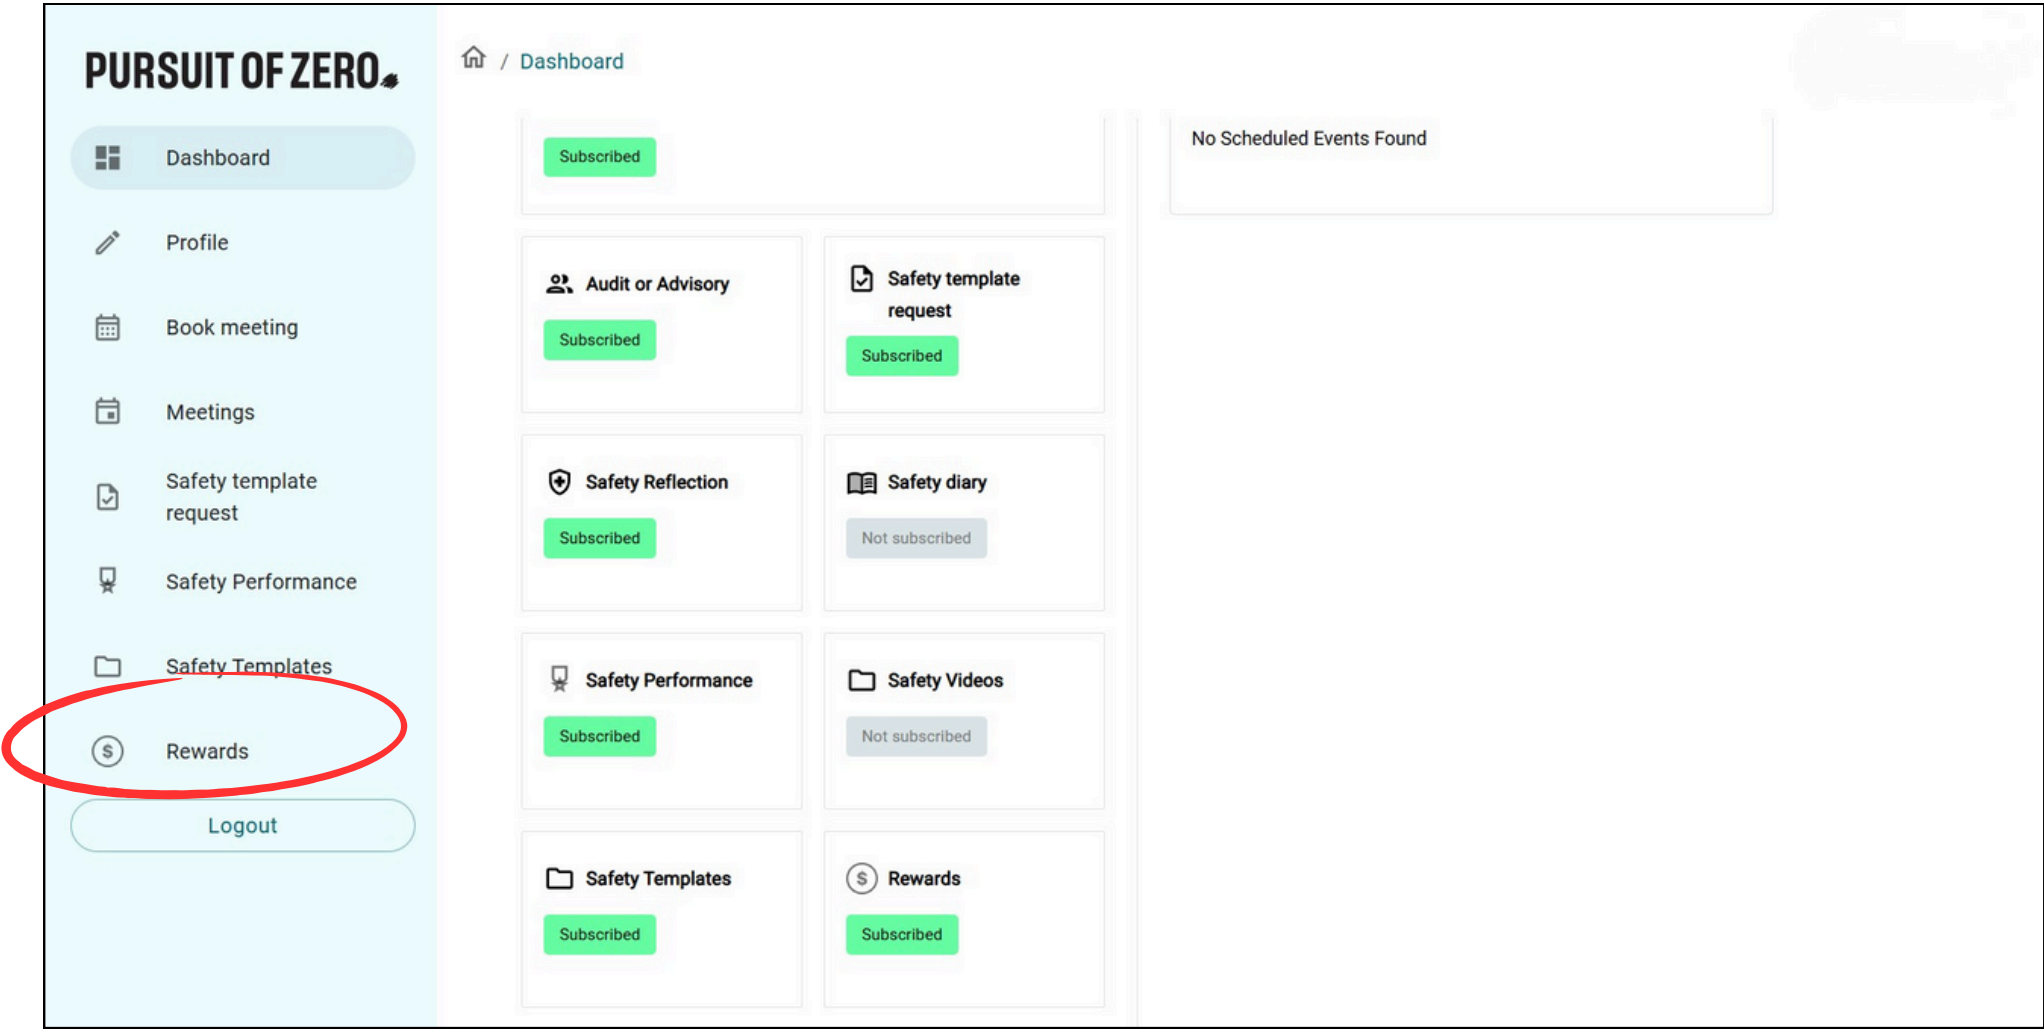 PURSUIT OF ZERO
Dashboard
Profile
Book meeting
Meetings
Safety template
request
Safety Performance
Safety Templates
$
Rewards
Logout
/ Dashboard
Subscribed
No Scheduled Events Found
Audit or Advisory
Subscribed
Safety template
request
Subscribed
Safety Reflection
Subscribed
Safety diary
Not subscribed
Safety Performance
Subscribed
Safety Videos
Not subscribed
Safety Templates
Subscribed
$
Rewards
Subscribed